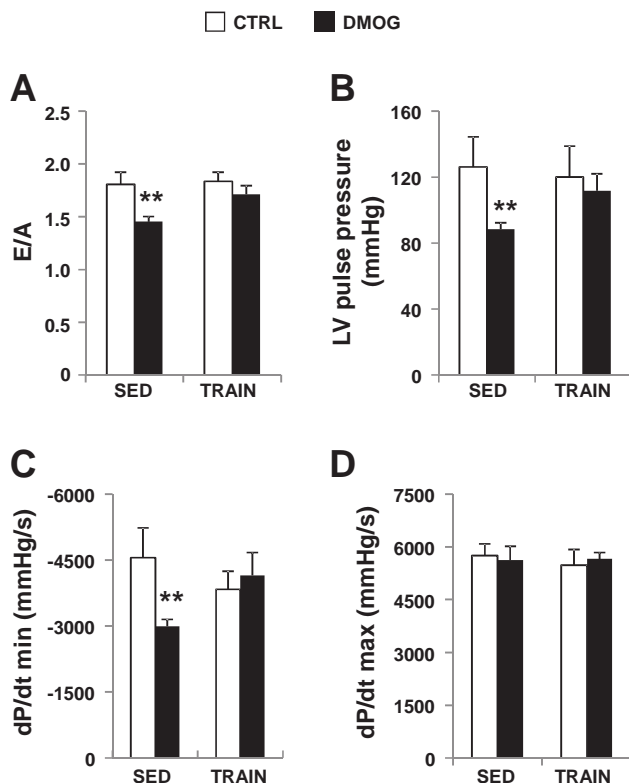 CTRL DMOG
A
B
E/A
2.5
2.0
1.5
1.0
0.5
0
**
SED TRAIN
LV pulse pressure
(mmHg)
160
120
80
40
0
**
SED TRAIN
C
D
dP/dt min (mmHg/s)
-6000
-4500
-3000
-1500
0
**
SED TRAIN
dP/dt max (mmHg/s)
7500
6000
4500
3000
1500
0
SED TRAIN